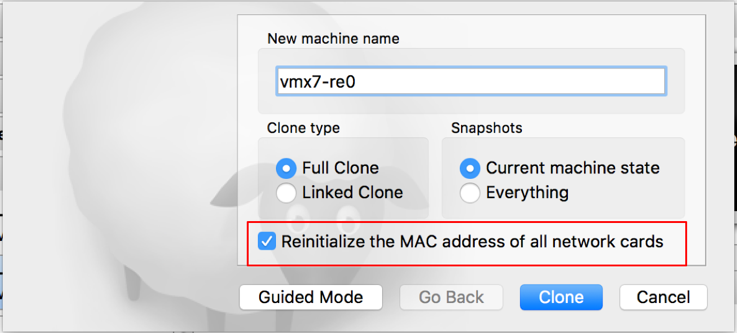 New machine name
vmx7-re0
Clone type
Snapshots
Full Clone
Current machine state
Linked Clone
Everything
Reinitialize the MAC address of all network cards
Guided Mode
Go Back
Clone
Cancel